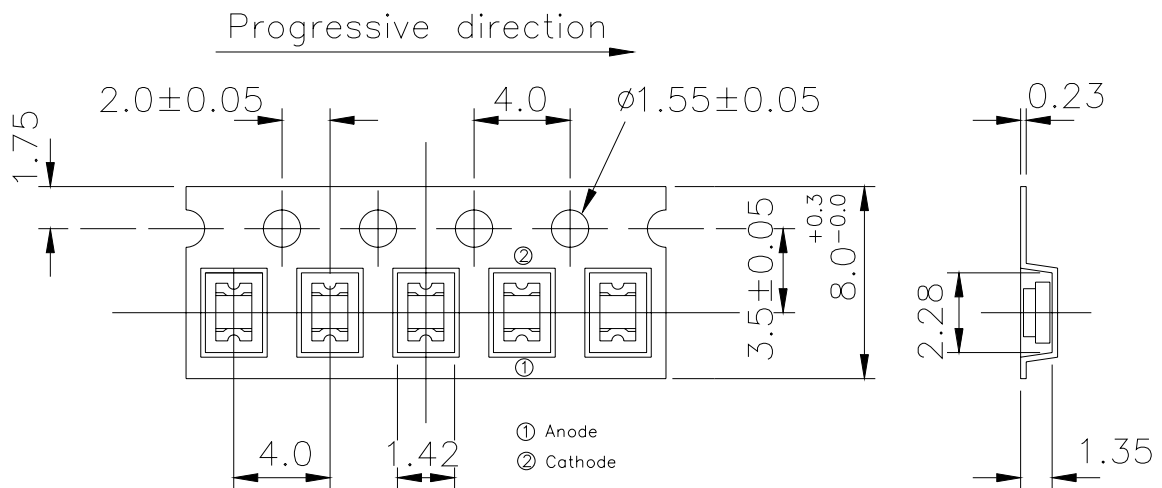 Progressive direction
2.0±0.05
4.0
ø1.55±0.05
0.23
1.75
3.5±0.05
8.0 +0.3 -0.0
2.28
②
①
4.0
1.42
① Anode
② Cathode
1.35